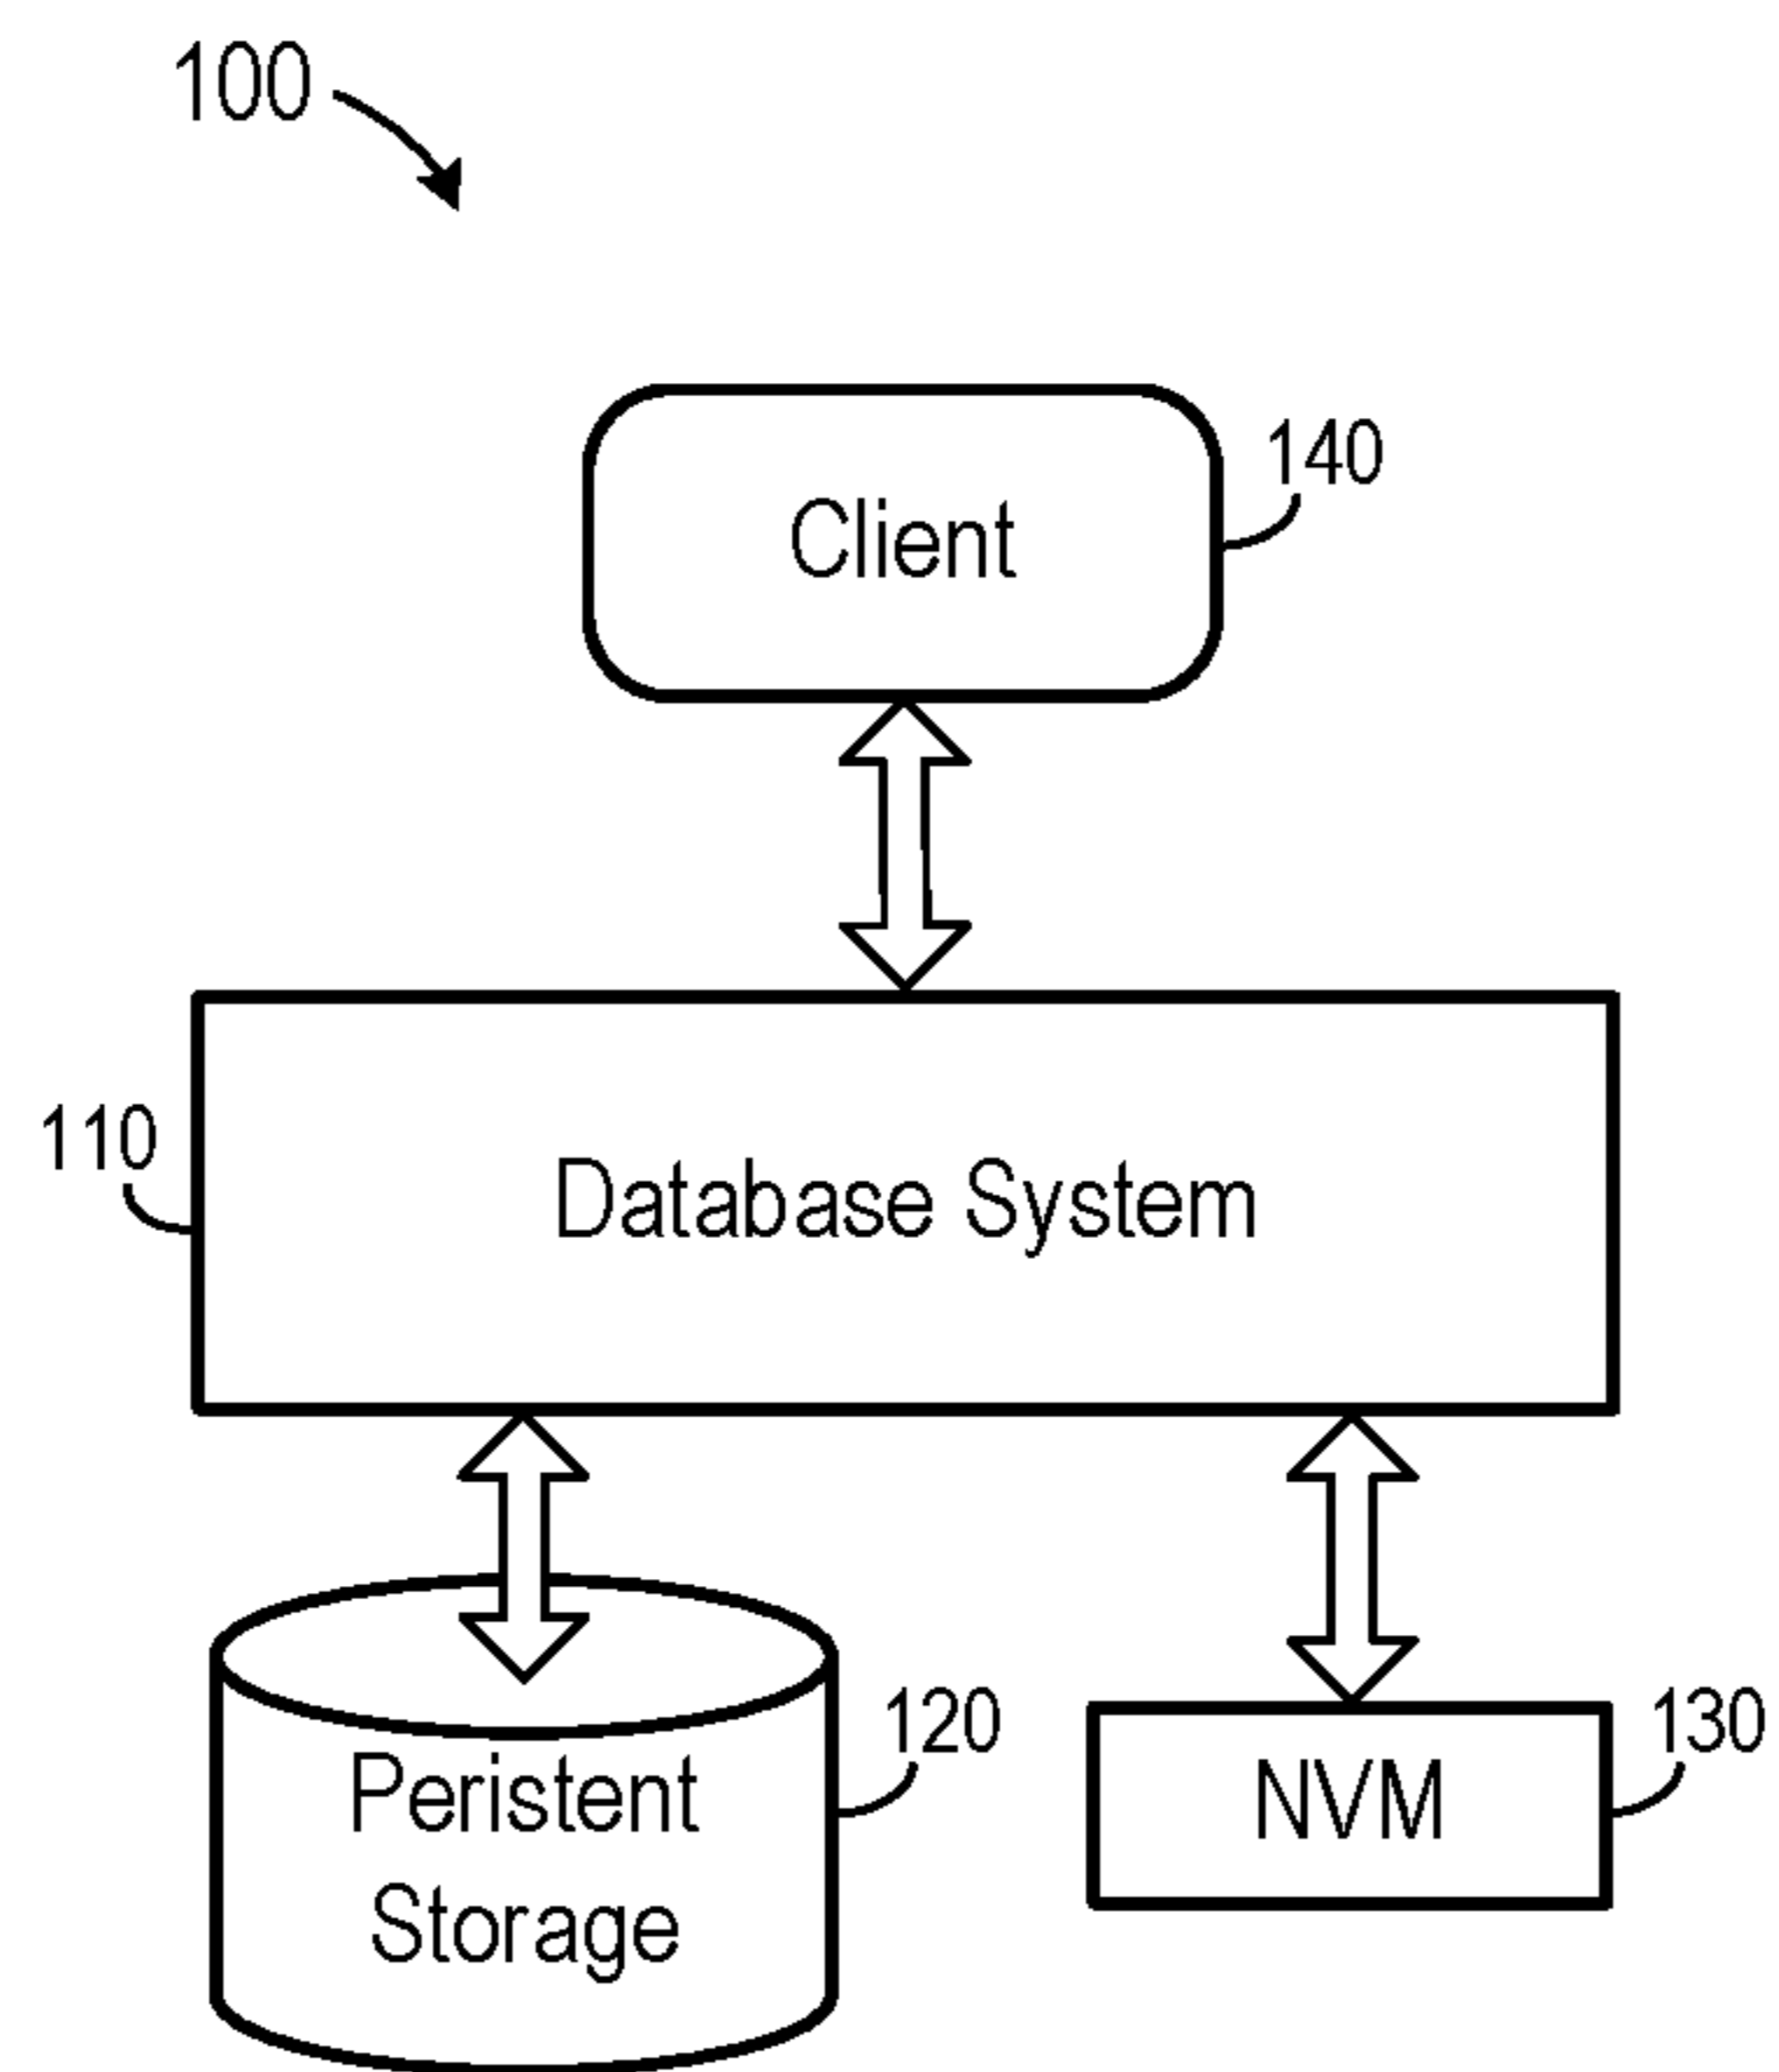 100
140
Client
110
Database System
120
130
Peristent
Storage
NVM